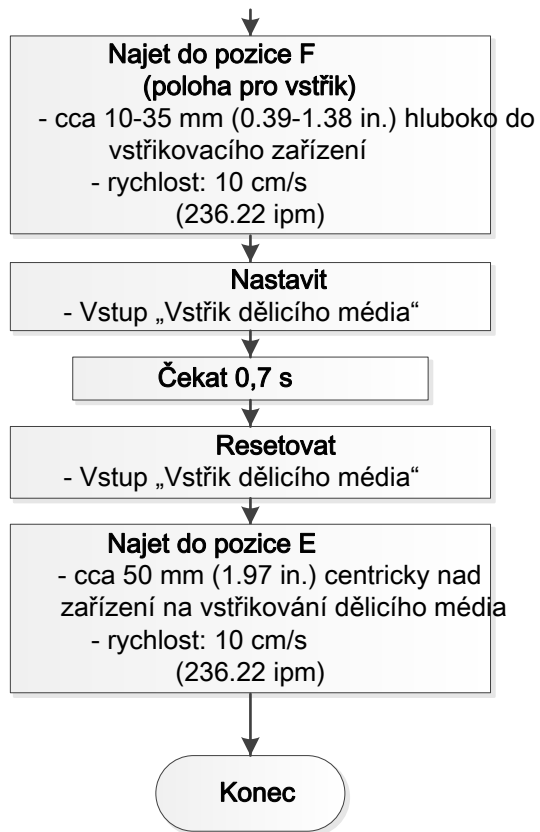 Najet do pozice F
(poloha pro vstřik)
- cca 10-35 mm (0.39-1.38 in.) hluboko do
vstřikovacího zařízení
- rychlost: 10 cm/s
(236.22 ipm)
Nastavit
- Vstup „Vstřik dělicího média“
Čekat 0,7 s
Resetovat
- Vstup „Vstřik dělicího média“
Najet do pozice E
- cca 50 mm (1.97 in.) centricky nad
zařízení na vstřikování dělicího média
- rychlost: 10 cm/s
(236.22 ipm)
Konec